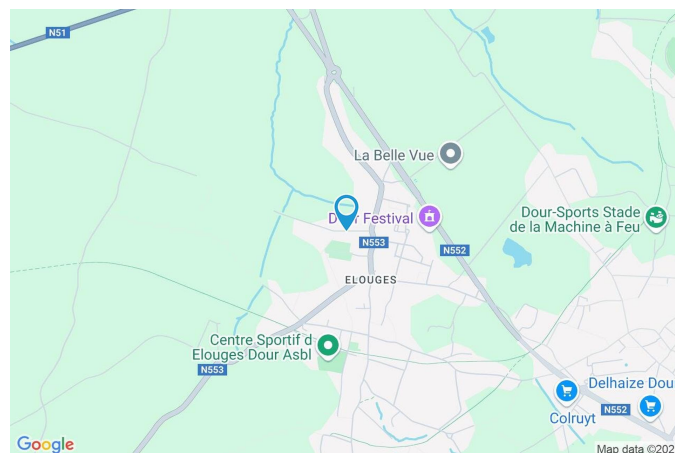 N51
La Belle Vue
D r Festival
Dour-Sports Stade
de la Machine à Feu
N553
N552
ELOUGES
Centre Sportif d
Elouges Dour Asbl
N553
Delhaize Dou
N552
Colruyt
Google
Map data ©202